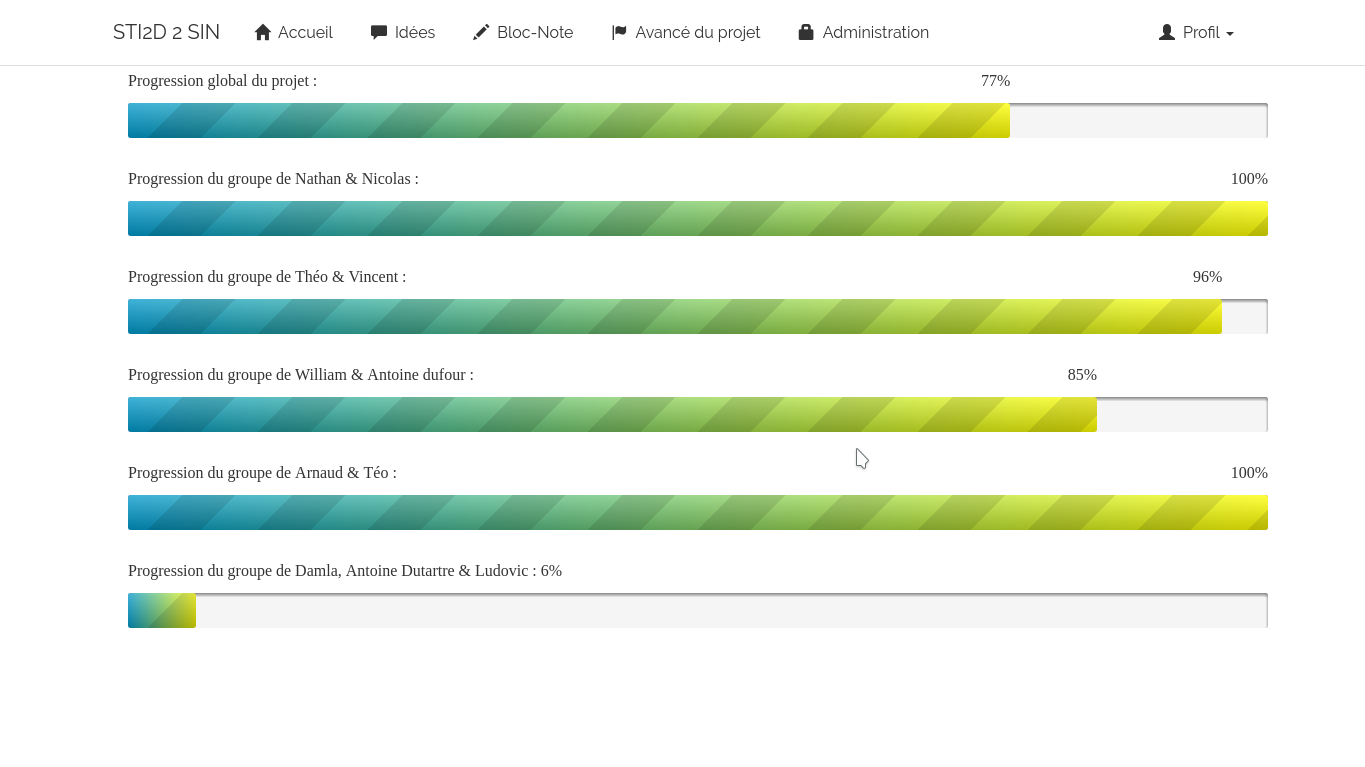 STI2D 2 SIN Accueil Idées Bloc-Note Avancé du projet Administration Profil
Progression global du projet : 77%
Progression du groupe de Nathan & Nicolas : 100%
Progression du groupe de Théo & Vincent : 96%
Progression du groupe de William & Antoine dufour : 85%
Progression du groupe de Arnaud & Téo : 100%
Progression du groupe de Damla, Antoine Dutartre & Ludovic : 6%